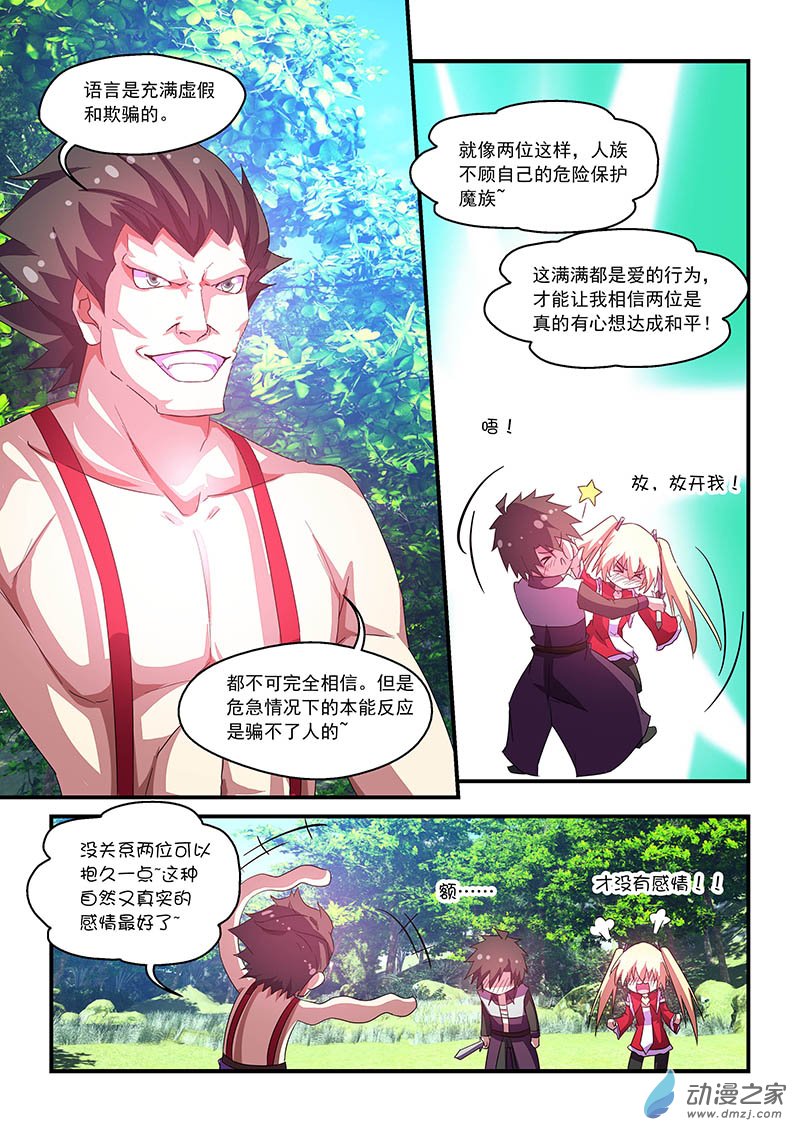 语言是充满虚假
和欺骗的。
都不可完全相信。但是
危急情况下的本能反应
是骗不了人的~
就像两位这样，人族
不顾自己的危险保护
魔族~
这满满都是爱的行为，
才能让我相信两位是
真的有心想达成和平！
唔！
放，放开我！
没关系两位可以
抱久一点~这种
自然又真实的
感情最好了~
额……
才没有感情！！
动漫之家
www.dmzj.com